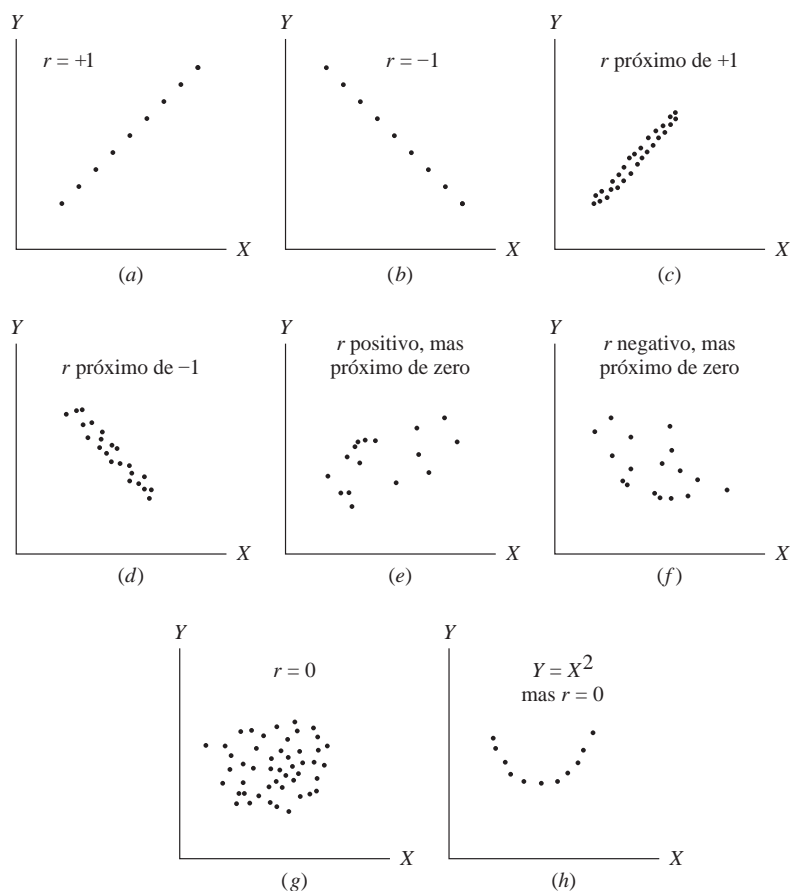 Y
r = +1
X
(a)
Y
r = −1
X
(b)
Y
r próximo de +1
X
(c)
Y
r próximo de −1
X
(d)
Y
r positivo, mas
próximo de zero
X
(e)
Y
r negativo, mas
próximo de zero
X
(f)
Y
r = 0
X
(g)
Y
Y = X²
mas r = 0
X
(h)